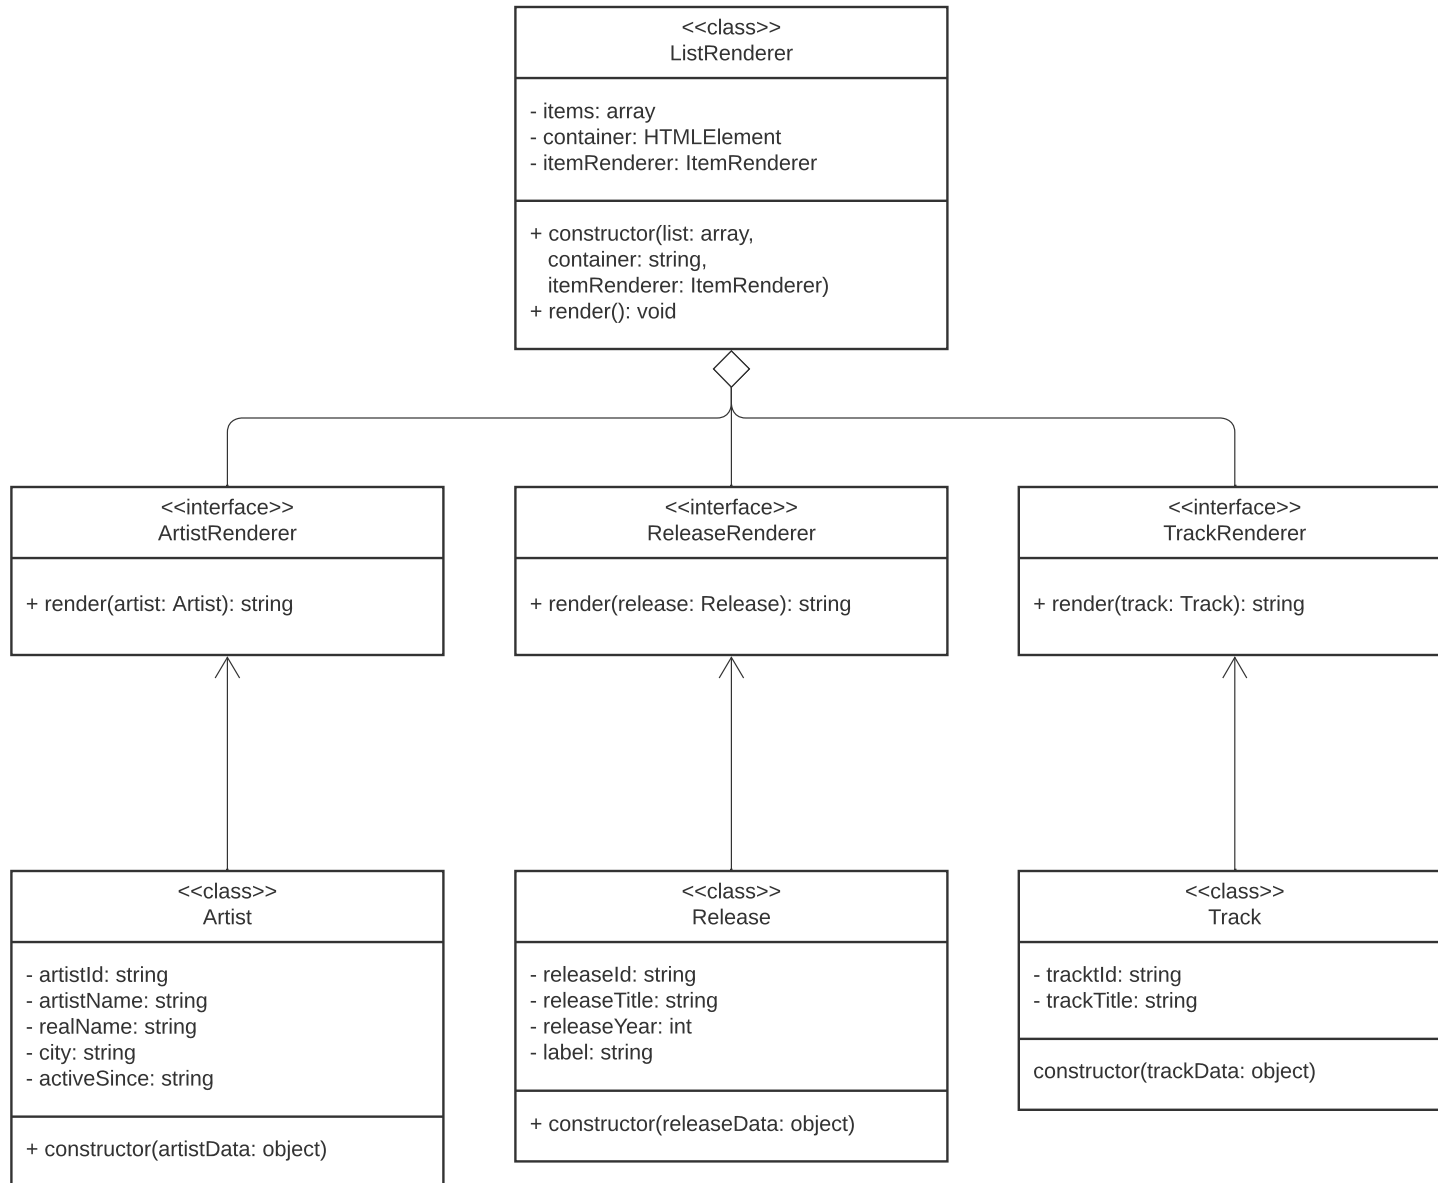 <<class>>
ListRenderer
- items: array
- container: HTMLElement
- itemRenderer: ItemRenderer
+ constructor(list: array,
container: string,
itemRenderer: ItemRenderer)
+ render(): void
<<interface>>
ArtistRenderer
+ render(artist: Artist): string
<<interface>>
ReleaseRenderer
+ render(release: Release): string
<<interface>>
TrackRenderer
+ render(track: Track): string
<<class>>
Artist
- artistId: string
- artistName: string
- realName: string
- city: string
- activeSince: string
+ constructor(artistData: object)
<<class>>
Release
- releaseId: string
- releaseTitle: string
- releaseYear: int
- label: string
+ constructor(releaseData: object)
<<class>>
Track
- tracktId: string
- trackTitle: string
constructor(trackData: object)